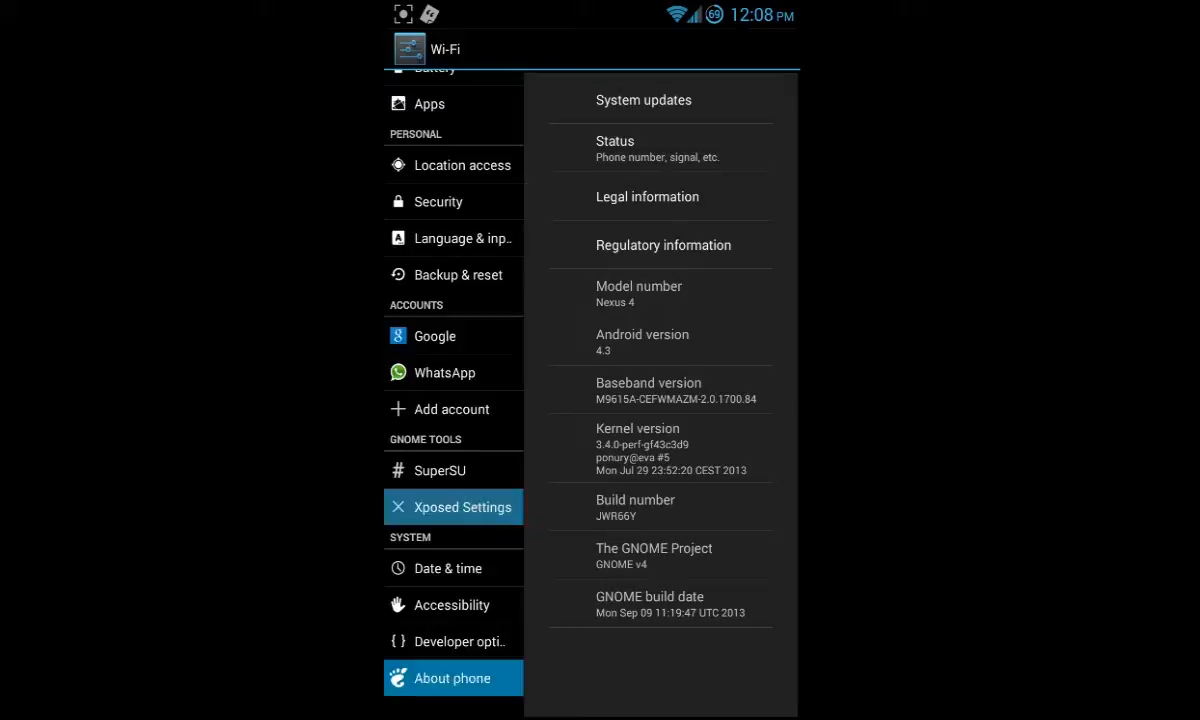 69 12:08 PM
Wi-Fi
Battery
Apps
PERSONAL
Location access
Security
Language & inp..
Backup & reset
ACCOUNTS
Google
WhatsApp
Add account
GNOME TOOLS
SuperSU
Xposed Settings
SYSTEM
Date & time
Accessibility
Developer opti..
About phone
System updates
Status
Phone number, signal, etc.
Legal information
Regulatory information
Model number
Nexus 4
Android version
4.3
Baseband version
M9615A-CEFWMAZM-2.0.1700.84
Kernel version
3.4.0-perf-gf43c3d9
ponury@eva #5
Mon Jul 29 23:52:20 CEST 2013
Build number
JWR66Y
The GNOME Project
GNOME v4
GNOME build date
Mon Sep 09 11:19:47 UTC 2013